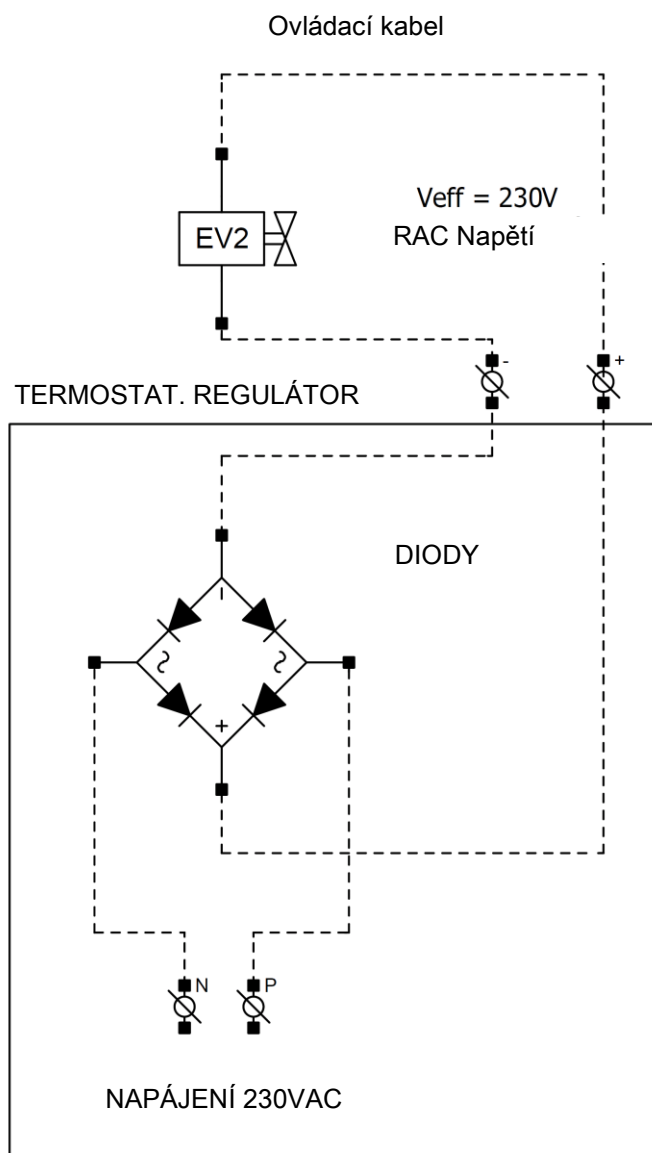 Ovládací kabel
Veff = 230V
EV2
RAC Napětí
- +
TERMOSTAT. REGULÁTOR
DIODY
-
~ ~
+
N P
NAPÁJENÍ 230VAC